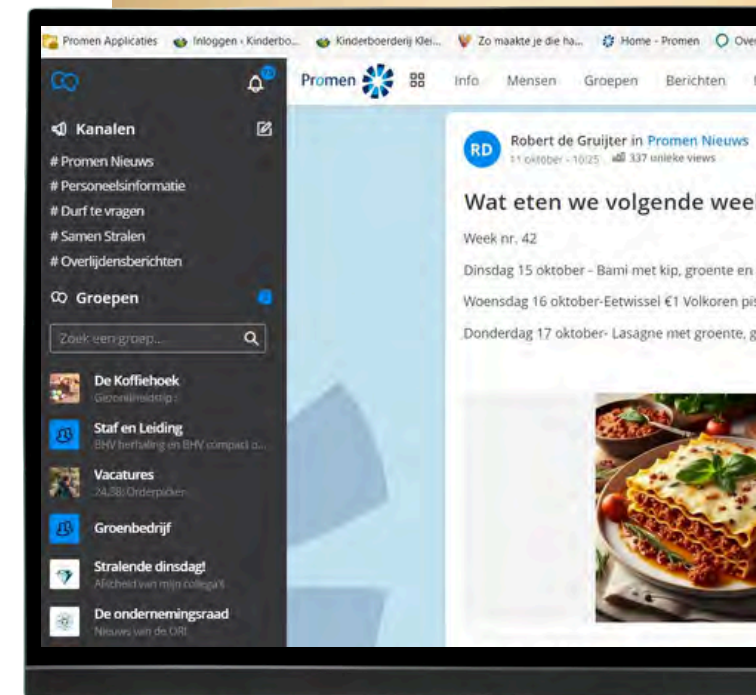 Promen Applicaties
Inloggen ‹ Kinderbo...
Kinderboerderij Klei...
Zo maakte je die ha...
Home - Promen
Over
Promen
Info
Mensen
Groepen
Berichten
Kanalen
# Promen Nieuws
# Personeelsinformatie
# Durf te vragen
# Samen Stralen
# Overlijdensberichten
Groepen
Zoek een groep...
De Koffiehoek
Gezondheidstip :
Staf en Leiding
BHV herhaling en BHV compact o...
Vacatures
24.38: Orderpicker
Groenbedrijf
Stralende dinsdag!
Afscheid van mijn collega's
De ondernemingsraad
Nieuws van de OR!
RD
Robert de Gruijter in Promen Nieuws
11 oktober - 10:25
337 unieke views
Wat eten we volgende week
Week nr. 42
Dinsdag 15 oktober - Bami met kip, groente en
Woensdag 16 oktober-Eetwissel €1 Volkoren pis
Donderdag 17 oktober- Lasagne met groente, g